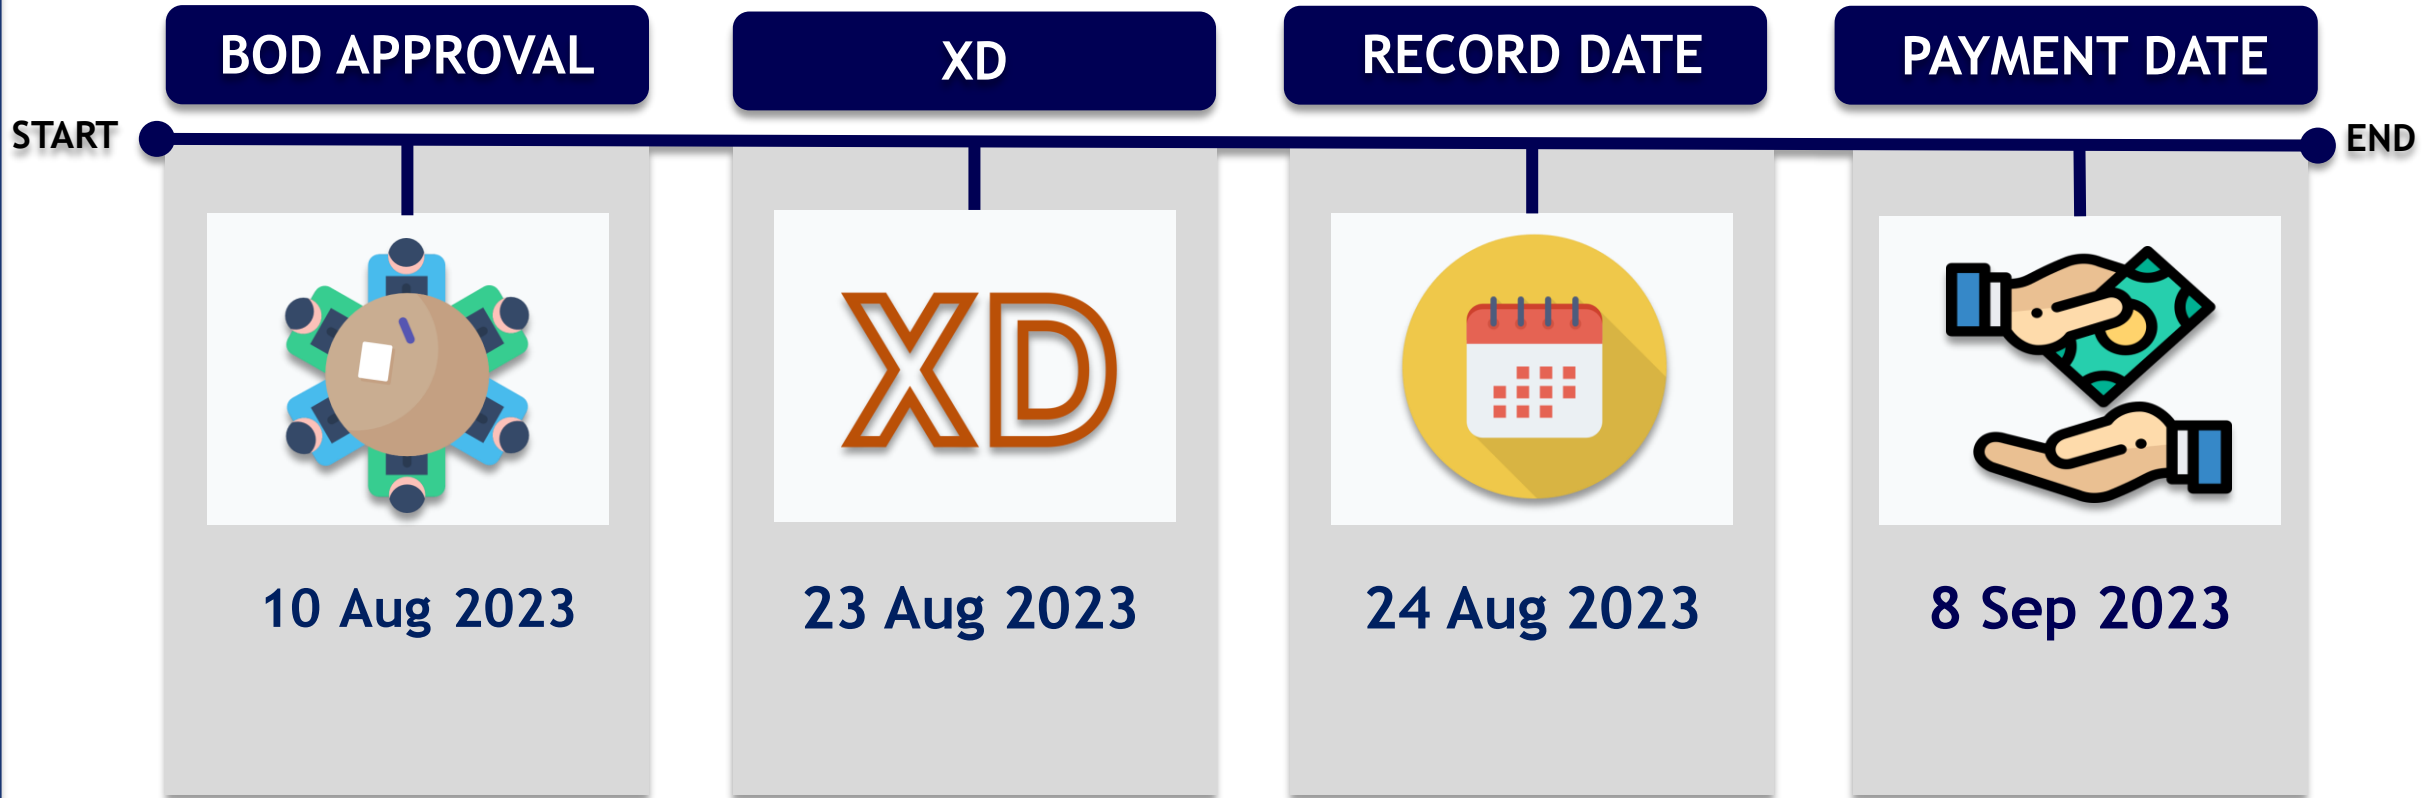 BOD APPROVAL
XD
RECORD DATE
PAYMENT DATE
START
END
XD
10 Aug 2023
23 Aug 2023
24 Aug 2023
8 Sep 2023